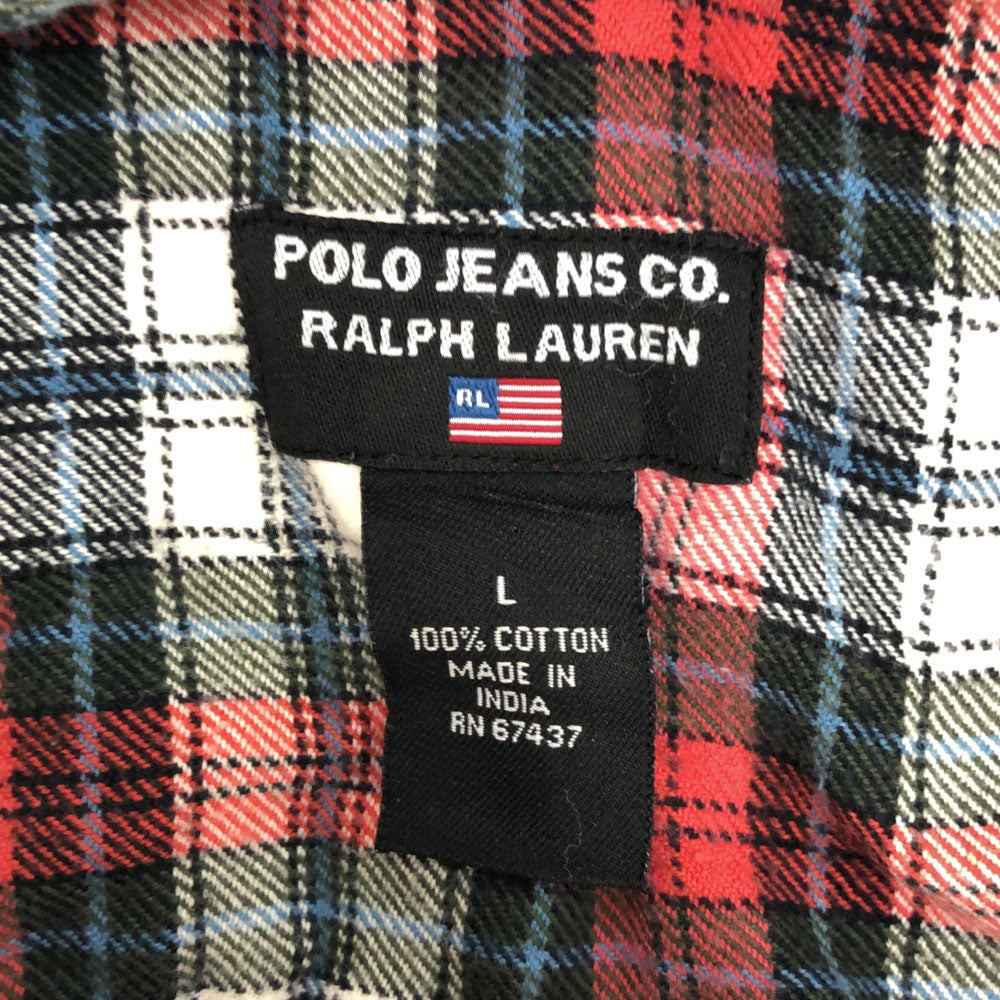 POLO JEANS CO.
RALPH LAUREN
RL
L
100% COTTON
MADE IN
INDIA
RN 67437